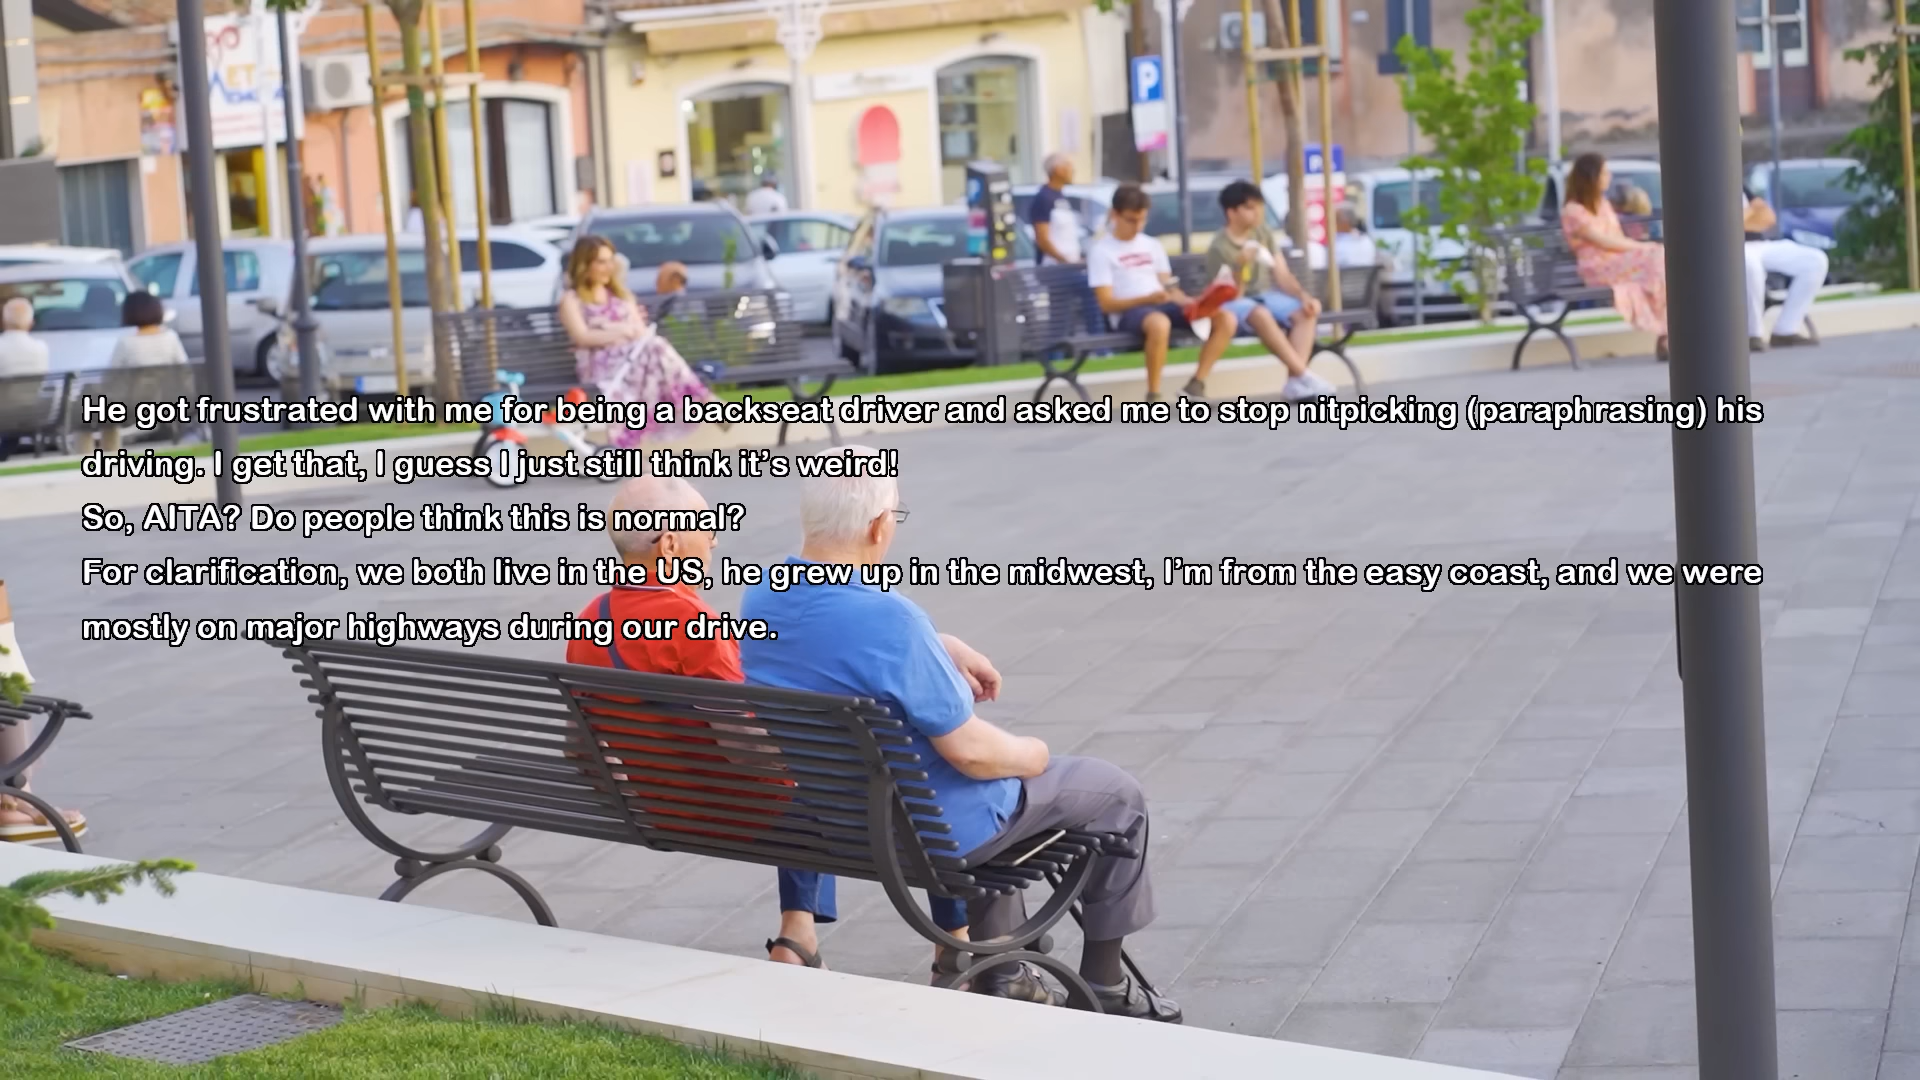 P
He got frustrated with me for being a backseat driver and asked me to stop nitpicking (paraphrasing) his
driving. I get that, I guess I just still think it’s weird!
So, AITA? Do people think this is normal?
For clarification, we both live in the US, he grew up in the midwest, I’m from the easy coast, and we were
mostly on major highways during our drive.